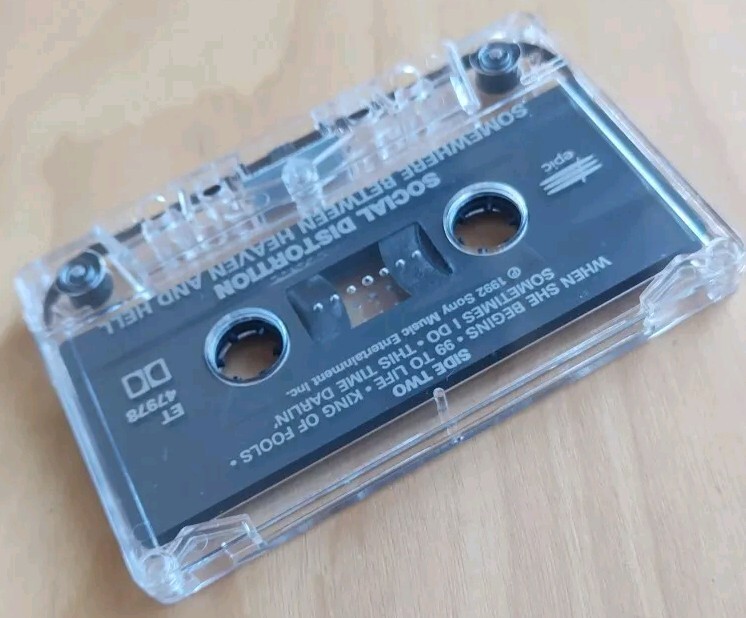 SIDE TWO
WHEN SHE BEGINS • 99 TO LIFE • KING OF FOOLS •
SOMETIMES I DO • THIS TIME DARLIN'
℗ 1992 Sony Music Entertainment Inc.
epic
ET
47978
SOCIAL DISTORTION
SOMEWHERE BETWEEN HEAVEN AND HELL